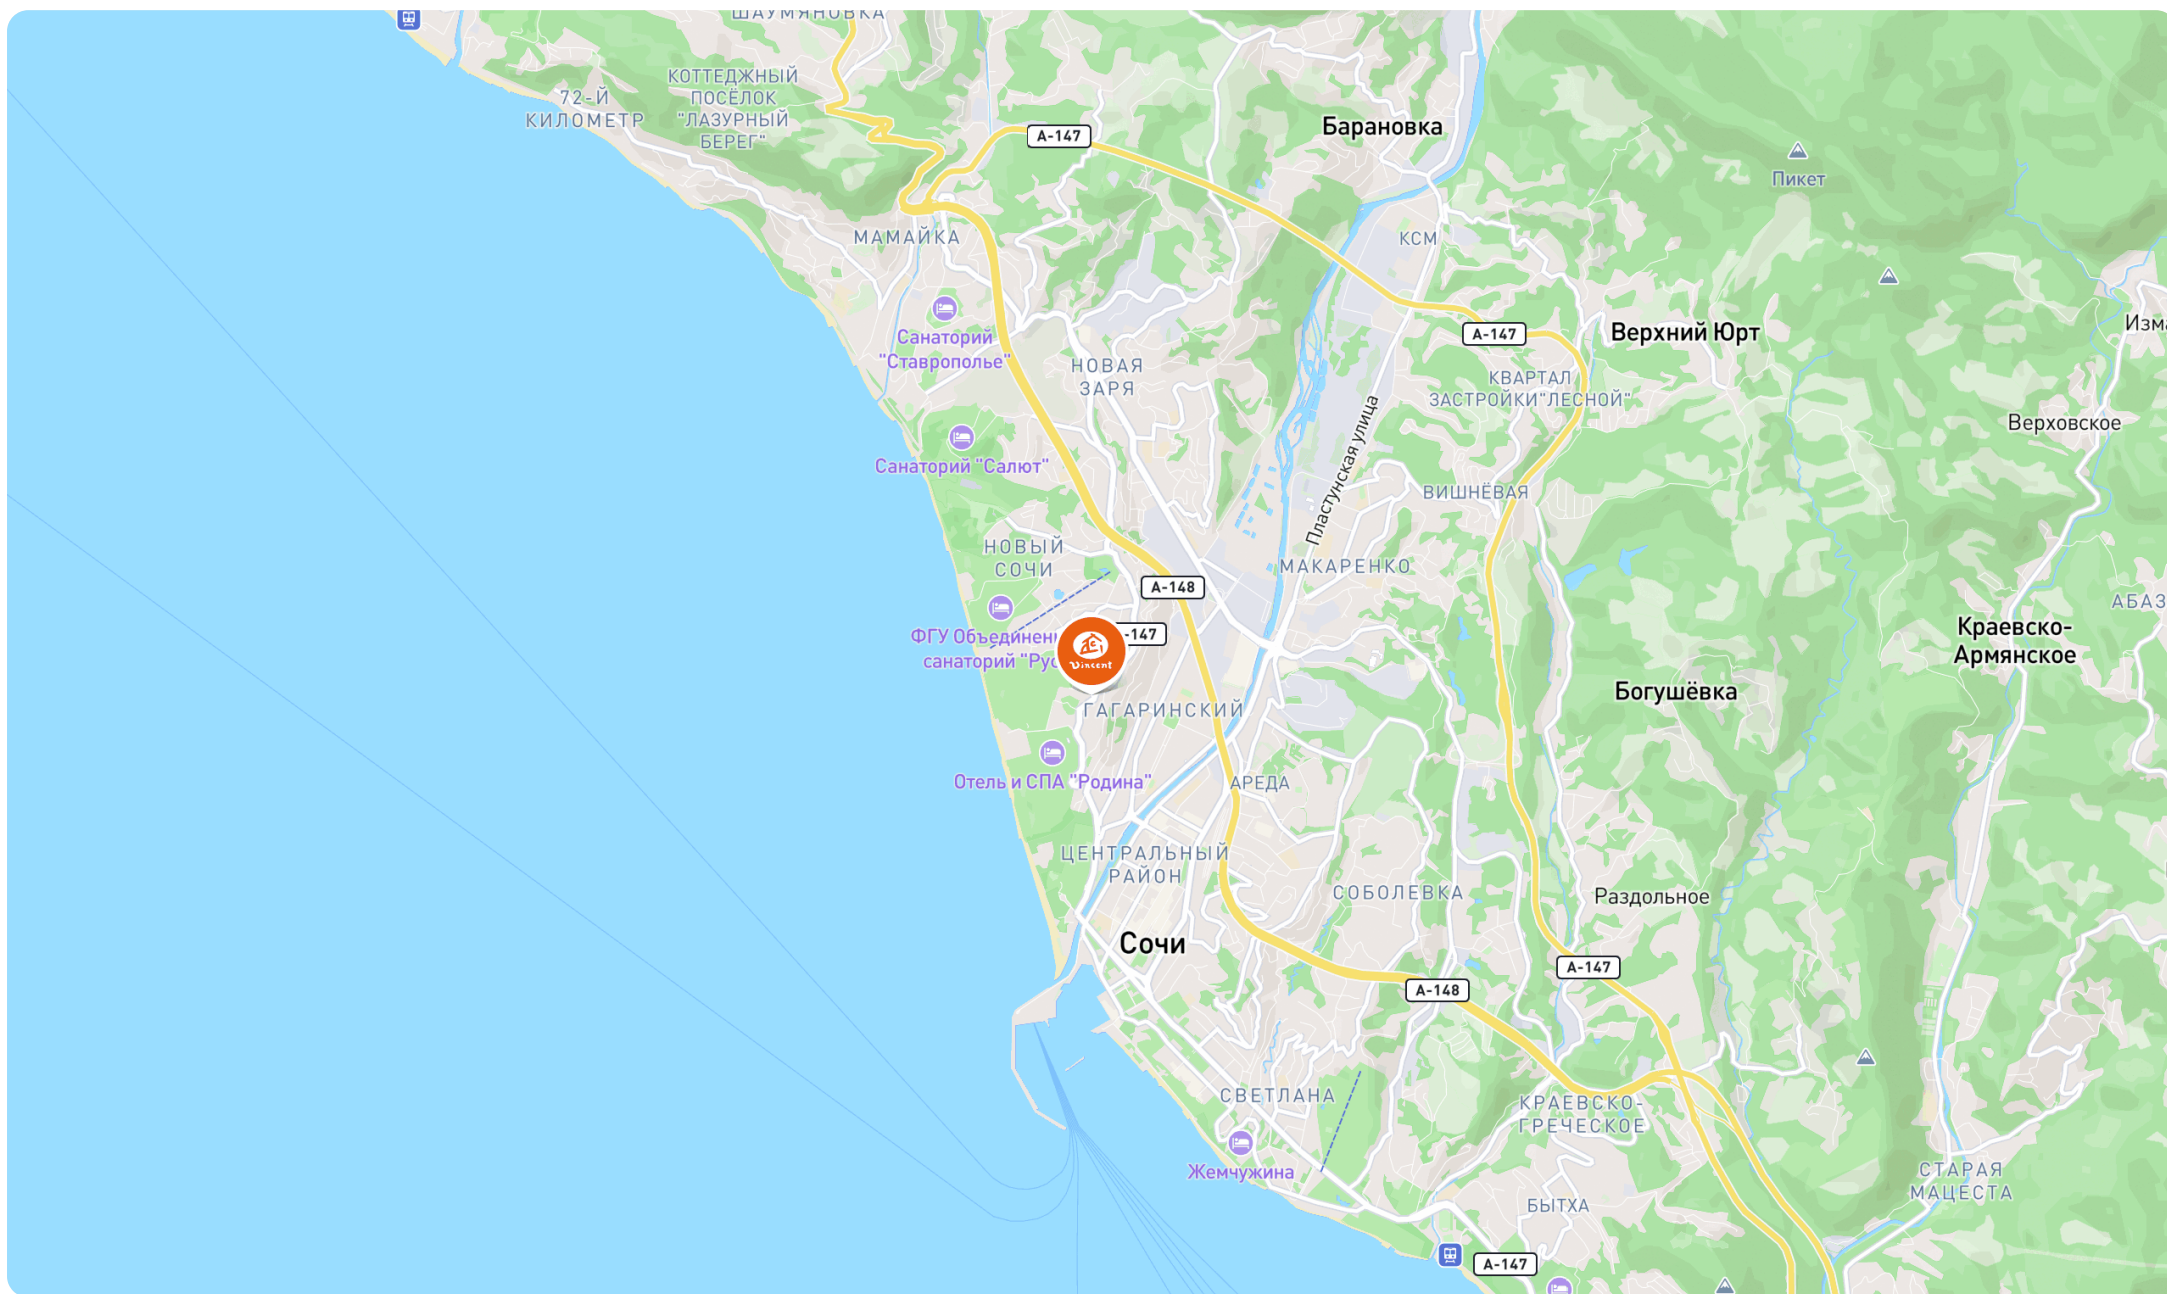 ШАУМЯНОВКА
КОТТЕДЖНЫЙ
ПОСЁЛОК
"ЛАЗУРНЫЙ
БЕРЕГ"
72-Й
КИЛОМЕТР
А-147
Барановка
Пикет
МАМАЙКА
КСМ
Санаторий
"Ставрополье"
НОВАЯ
ЗАРЯ
А-147
Верхний Юрт
Изма
КВАРТАЛ
ЗАСТРОЙКИ"ЛЕСНОЙ"
Верховское
Пластунская улица
Санаторий "Салют"
ВИШНЁВАЯ
НОВЫЙ
СОЧИ
МАКАРЕНКО
А-148
АБАЗ
ФГУ Объединен
санаторий "Рус
-147
Vincent
Краевско-
Армянское
Богушёвка
ГАГАРИНСКИЙ
Отель и СПА "Родина"
АРЕДА
ЦЕНТРАЛЬНЫЙ
РАЙОН
СОБОЛЕВКА
Раздольное
Сочи
А-147
А-148
СВЕТЛАНА
КРАЕВСКО-
ГРЕЧЕСКОЕ
Жемчужина
СТАРАЯ
МАЦЕСТА
БЫТХА
А-147